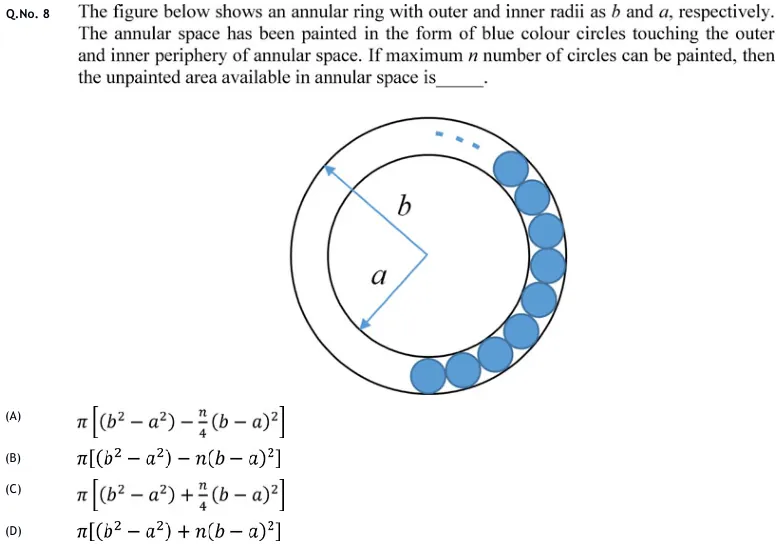 Q.No. 8 The figure below shows an annular ring with outer and inner radii as b and a, respectively.
The annular space has been painted in the form of blue colour circles touching the outer
and inner periphery of annular space. If maximum n number of circles can be painted, then
the unpainted area available in annular space is_____.
b
a
(A) π[(b² − a²) − n/4 (b − a)²]
(B) π[(b² − a²) − n(b − a)²]
(C) π[(b² − a²) + n/4 (b − a)²]
(D) π[(b² − a²) + n(b − a)²]